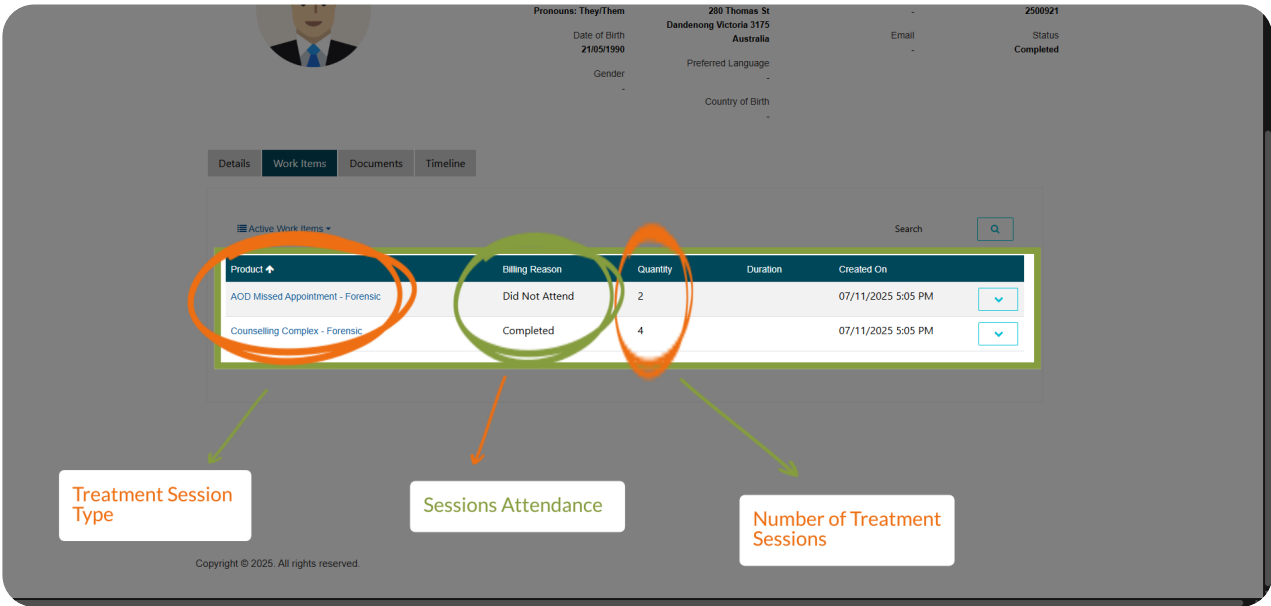 Pronouns: They/Them
280 Thomas St
-
2500921
Dandenong Victoria 3175
Date of Birth
Australia
Email
Status
21/05/1990
-
Completed
Preferred Language
Gender
-
-
Country of Birth
-
Details Work Items Documents Timeline
Active Work Items
Search
Product Billing Reason Quantity Duration Created On
AOD Missed Appointment - Forensic Did Not Attend 2 07/11/2025 5:05 PM
Counselling Complex - Forensic Completed 4 07/11/2025 5:05 PM
Treatment Session
Type
Sessions Attendance
Number of Treatment
Sessions
Copyright © 2025. All rights reserved.